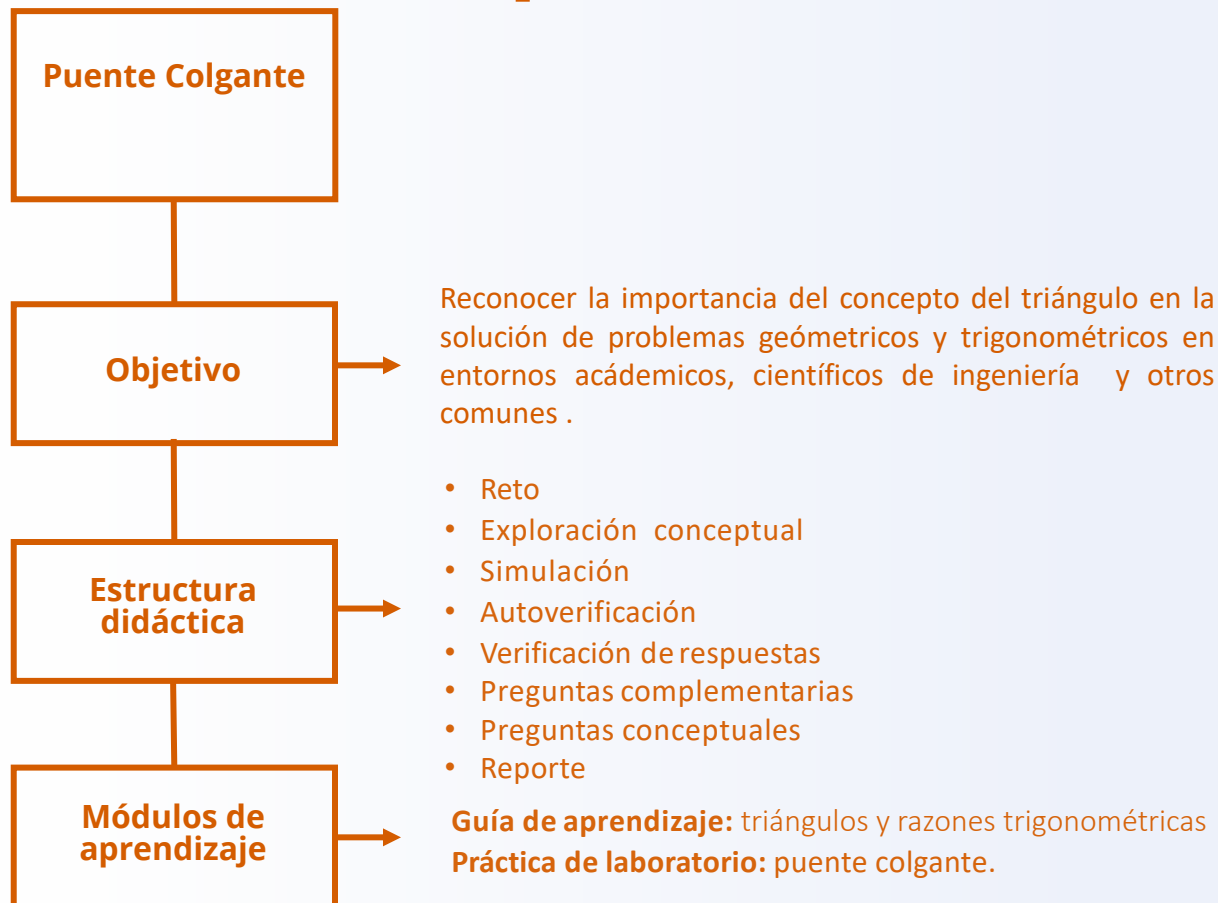 Puente Colgante
Objetivo
Reconocer la importancia del concepto del triángulo en la
solución de problemas geómetricos y trigonométricos en
entornos acádemicos, científicos de ingeniería y otros
comunes .
Estructura
didáctica
• Reto
• Exploración conceptual
• Simulación
• Autoverificación
• Verificación de respuestas
• Preguntas complementarias
• Preguntas conceptuales
• Reporte
Módulos de
aprendizaje
Guía de aprendizaje: triángulos y razones trigonométricas
Práctica de laboratorio: puente colgante.